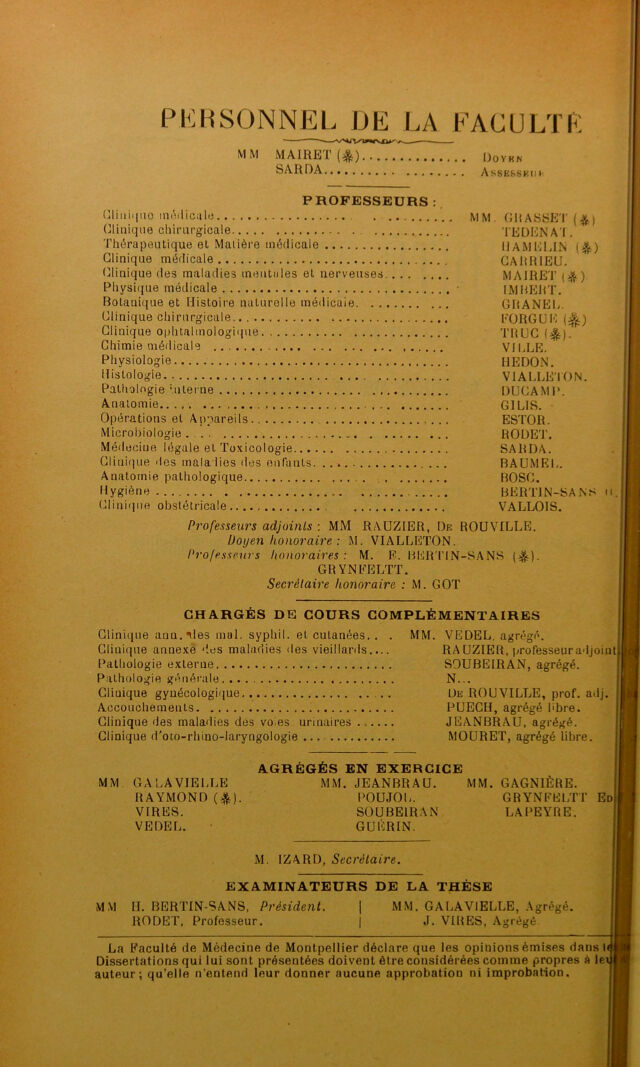 PERSONNEL DE LA FACULTÉ
MM MAIRET (✻)............. DOYEN
SARDA................... ASSESSEUR
PROFESSEURS :
Clinique médicale................... MM. GRASSET (✻)
Clinique chirurgicale................... TEDENAT.
Thérapeutique et Matière médicale................... HAMELIN (✻)
Clinique médicale................... CARRIEU.
Clinique des maladies mentales et nerveuses......... MAIRET (✻)
Physique médicale................... IMBERT.
Botanique et Histoire naturelle médicale............ GRANEL.
Clinique chirurgicale................... FORGUE (✻)
Clinique ophtalmologique................... TRUC (✻).
Chimie médicale................... VILLE.
Physiologie................... HEDON.
Histologie................... VIALLETON.
Pathologie interne................... DUCAMP.
Anatomie................... GILIS.
Opérations et Appareils................... ESTOR.
Microbiologie................... RODET.
Médecine légale et Toxicologie................... SARDA.
Clinique des maladies des enfants................... BAUMEL.
Anatomie pathologique................... BOSC.
Hygiène................... BERTIN-SANS H.
Clinique obstétricale................... VALLOIS.
Professeurs adjoints : MM RAUZIER, DE ROUVILLE.
Doyen honoraire : M. VIALLETON.
Professeurs honoraires : M. E. BERTIN-SANS (✻).
GRYNFELTT.
Secrétaire honoraire : M. GOT
CHARGÉS DE COURS COMPLÉMENTAIRES
Clinique ann. des mal. syphil. et cutanées... MM. VEDEL, agrégé.
Clinique annexe des maladies des vieillards.... RAUZIER, professeur adjoint
Pathologie externe................... SOUBEIRAN, agrégé.
Pathologie générale................... N...
Clinique gynécologique................... DE ROUVILLE, prof. adj.
Accouchements................... PUECH, agrégé libre.
Clinique des maladies des voies urinaires...... JEANBRAU, agrégé.
Clinique d'oto-rhino-laryngologie............... MOURET, agrégé libre.
AGRÉGÉS EN EXERCICE
MM. GALAVIELLE MM. JEANBRAU. MM. GAGNIÈRE.
RAYMOND (✻). POUJOL. GRYNFELTT Ed
VIRES. SOUBEIRAN LAPEYRE.
VEDEL. GUÉRIN.
M. IZARD, Secrétaire.
EXAMINATEURS DE LA THÈSE
MM H. BERTIN-SANS, Président. | MM. GALAVIELLE, Agrégé.
RODET, Professeur. | J. VIRES, Agrégé
La Faculté de Médecine de Montpellier déclare que les opinions émises dans
Dissertations qui lui sont présentées doivent être considérées comme propres à
auteur ; qu'elle n'entend leur donner aucune approbation ni improbation.